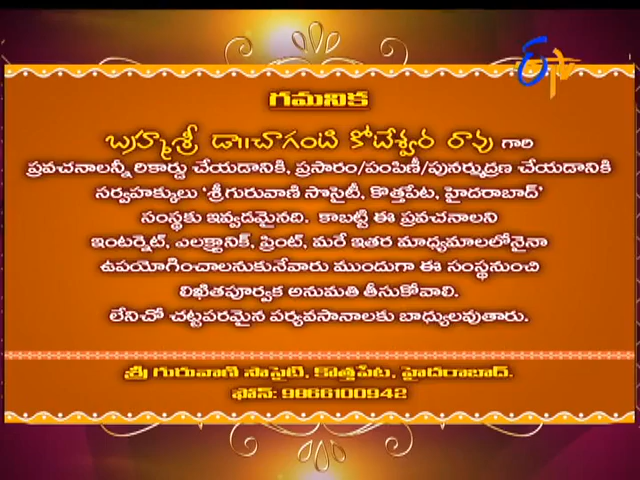 ETV
గమనిక
బ్రహ్మశ్రీ డా॥చాగంటి కోటేశ్వర రావు గారి
ప్రవచనాలన్నీ రికార్డు చేయడానికి, ప్రసారం/పంపిణీ/పునర్ముద్రణ చేయడానికి
సర్వహక్కులు ‘శ్రీగురువాణి సొసైటీ, కొత్తపేట, హైదరాబాద్’
సంస్థకు ఇవ్వడమైనది. కాబట్టి ఈ ప్రవచనాలని
ఇంటర్నెట్, ఎలక్ట్రానిక్, ప్రింట్, మరే ఇతర మాధ్యమాలలోనైనా
ఉపయోగించాలనుకునేవారు ముందుగా ఈ సంస్థనుంచి
లిఖితపూర్వక అనుమతి తీసుకోవాలి.
లేనిచో చట్టపరమైన పర్యవసానాలకు బాధ్యులవుతారు.
శ్రీ గురువాణి సొసైటి, కొత్తపేట, హైదరాబాద్.
ఫోన్: 9866100942